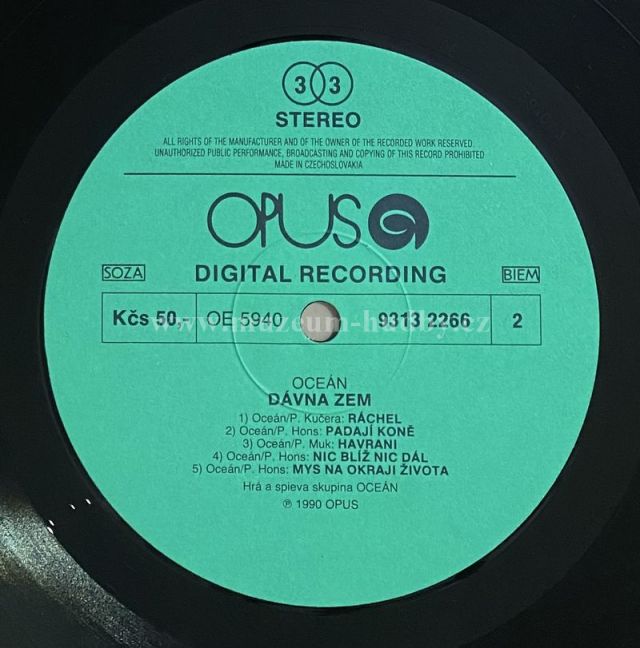 33
STEREO
ALL RIGHTS OF THE MANUFACTURER AND OF THE OWNER OF THE RECORDED WORK RESERVED
UNAUTHORIZED PUBLIC PERFORMANCE, BROADCASTING AND COPYING OF THIS RECORD PROHIBITED
MADE IN CZECHOSLOVAKIA
OPUS
SOZA DIGITAL RECORDING BIEM
Kčs 50,- OE 5940 9313 2266 2
www.muzeum-hudby.cz
OCEÁN
DÁVNA ZEM
1) Oceán/P. Kučera: RÁCHEL
2) Oceán/P. Hons: PADAJÍ KONĚ
3) Oceán/P. Muk: HAVRANI
4) Oceán/P. Hons: NIC BLÍŽ NIC DÁL
5) Oceán/P. Hons: MYS NA OKRAJI ŽIVOTA
Hrá a spieva skupina OCEÁN
℗ 1990 OPUS